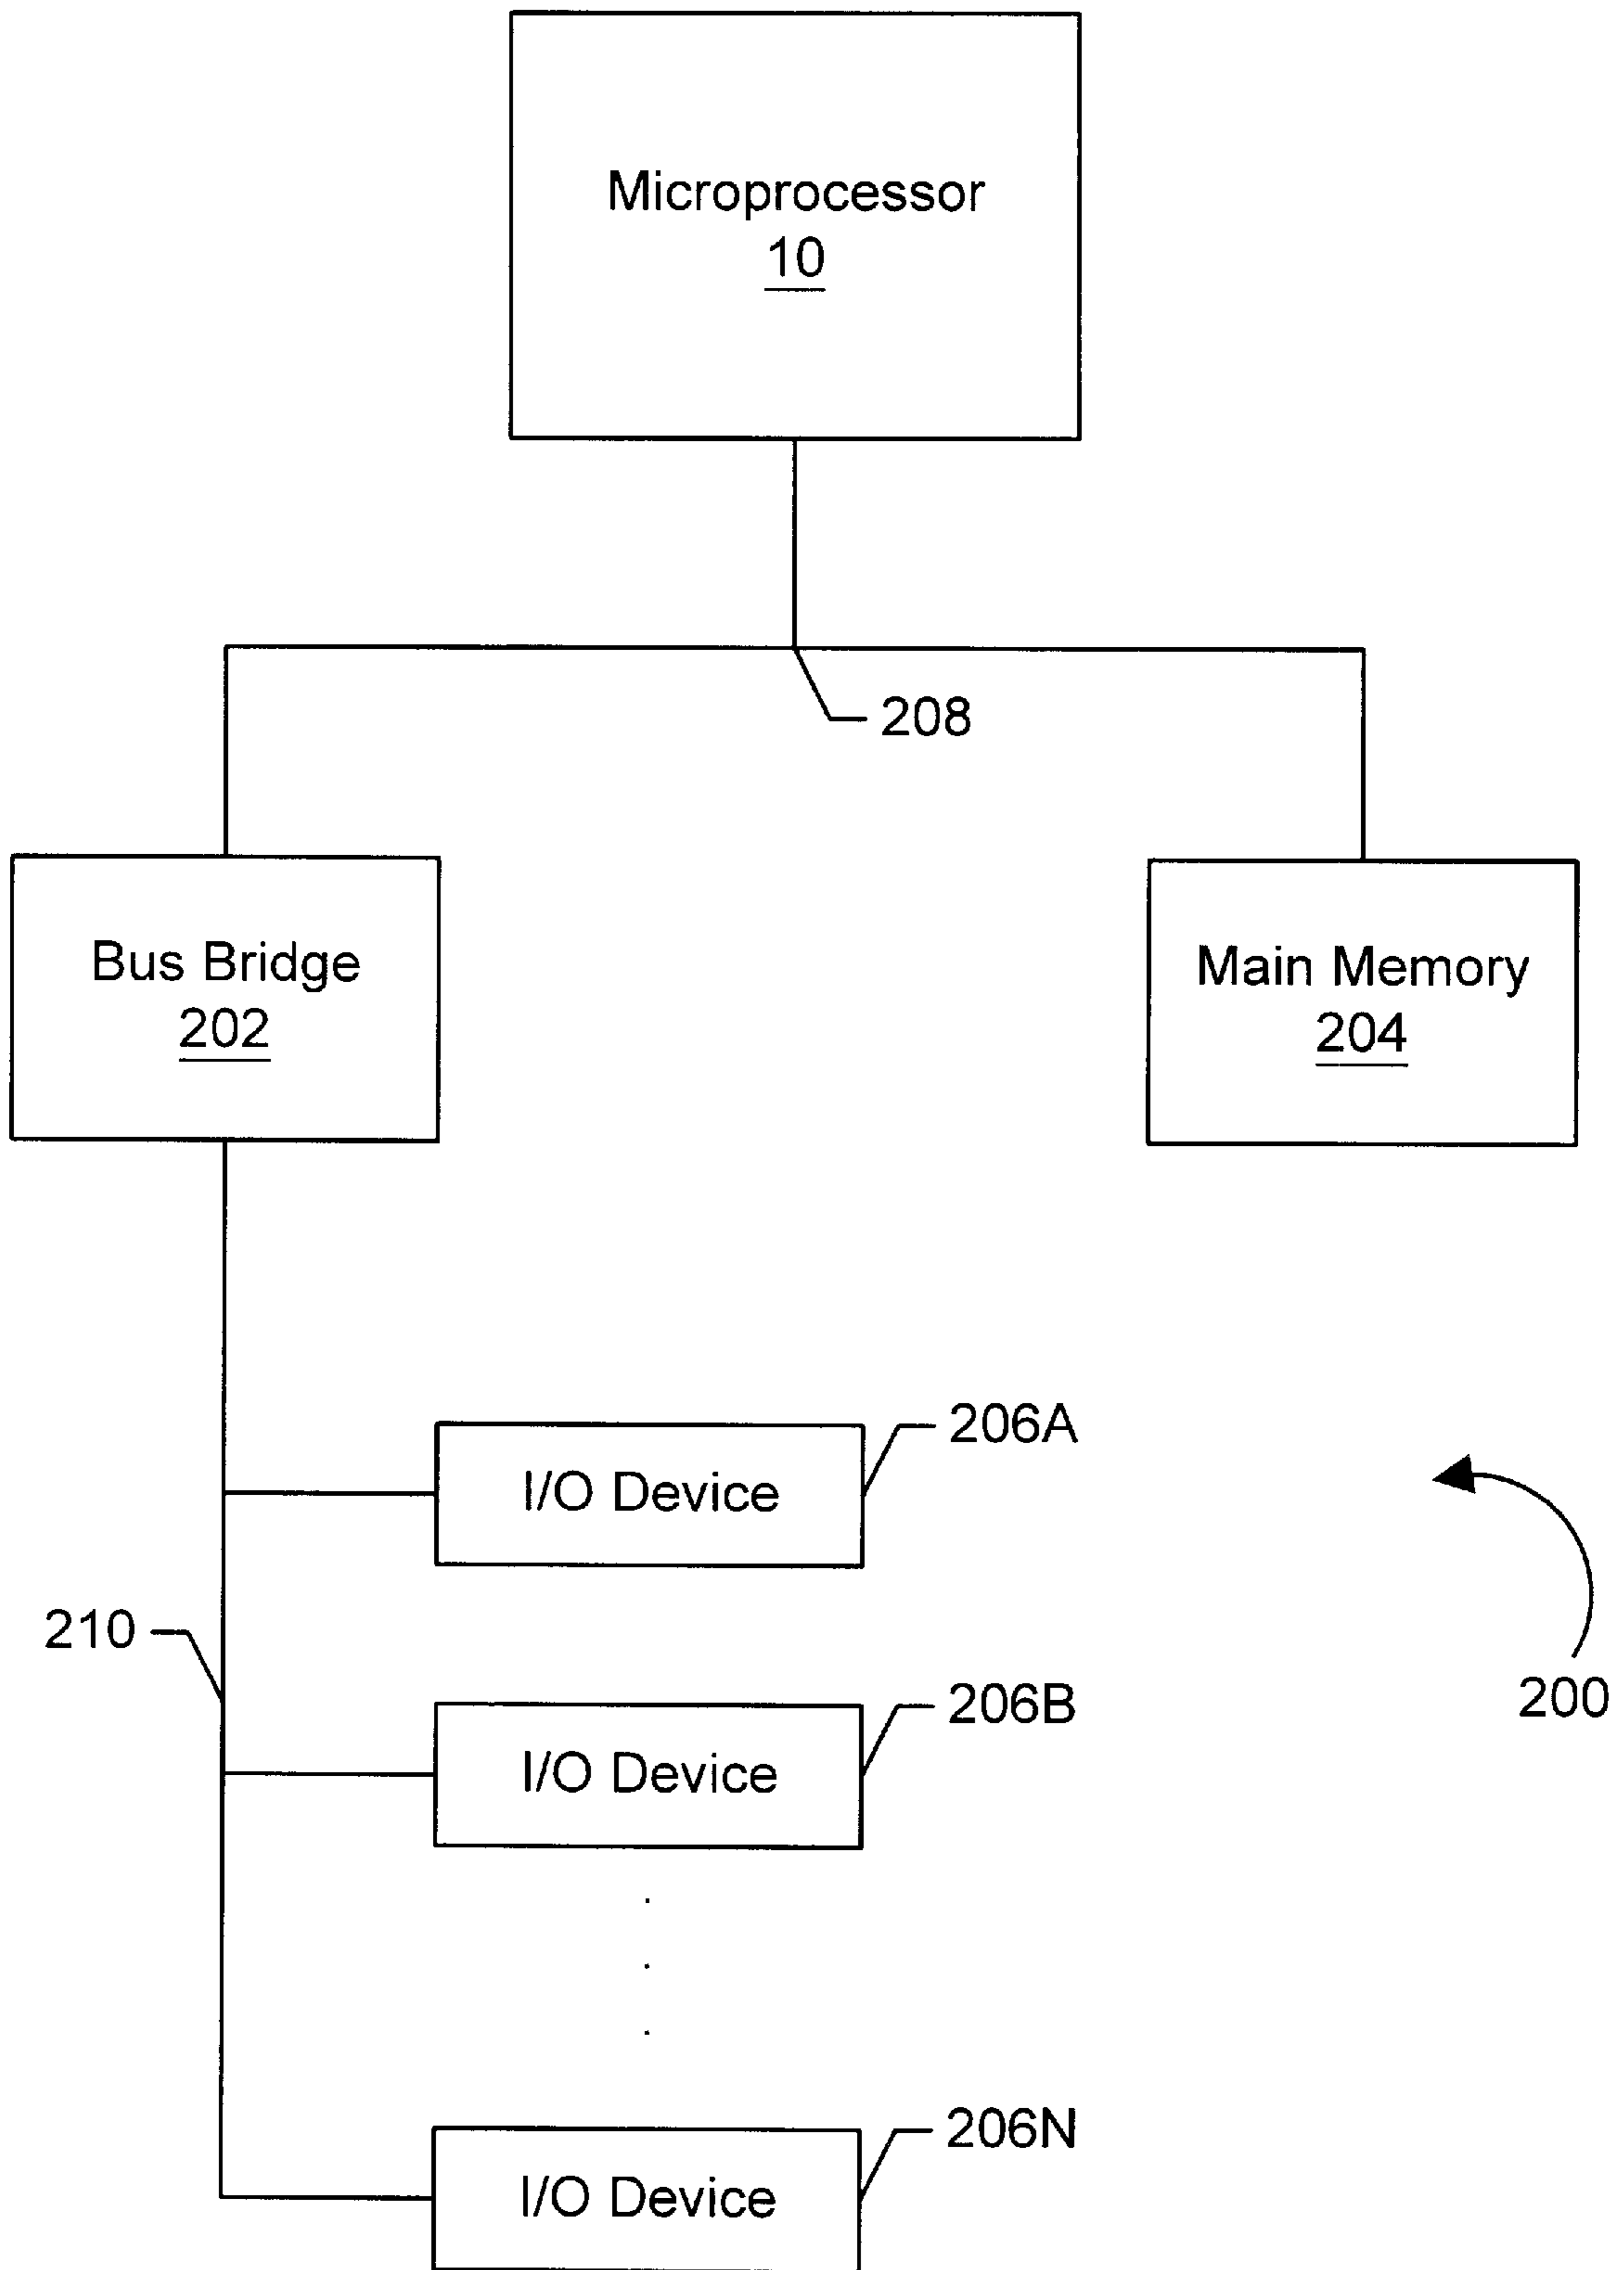 Microprocessor
10
208
Bus Bridge
202
Main Memory
204
206A
I/O Device
210
206B
I/O Device
200
206N
I/O Device